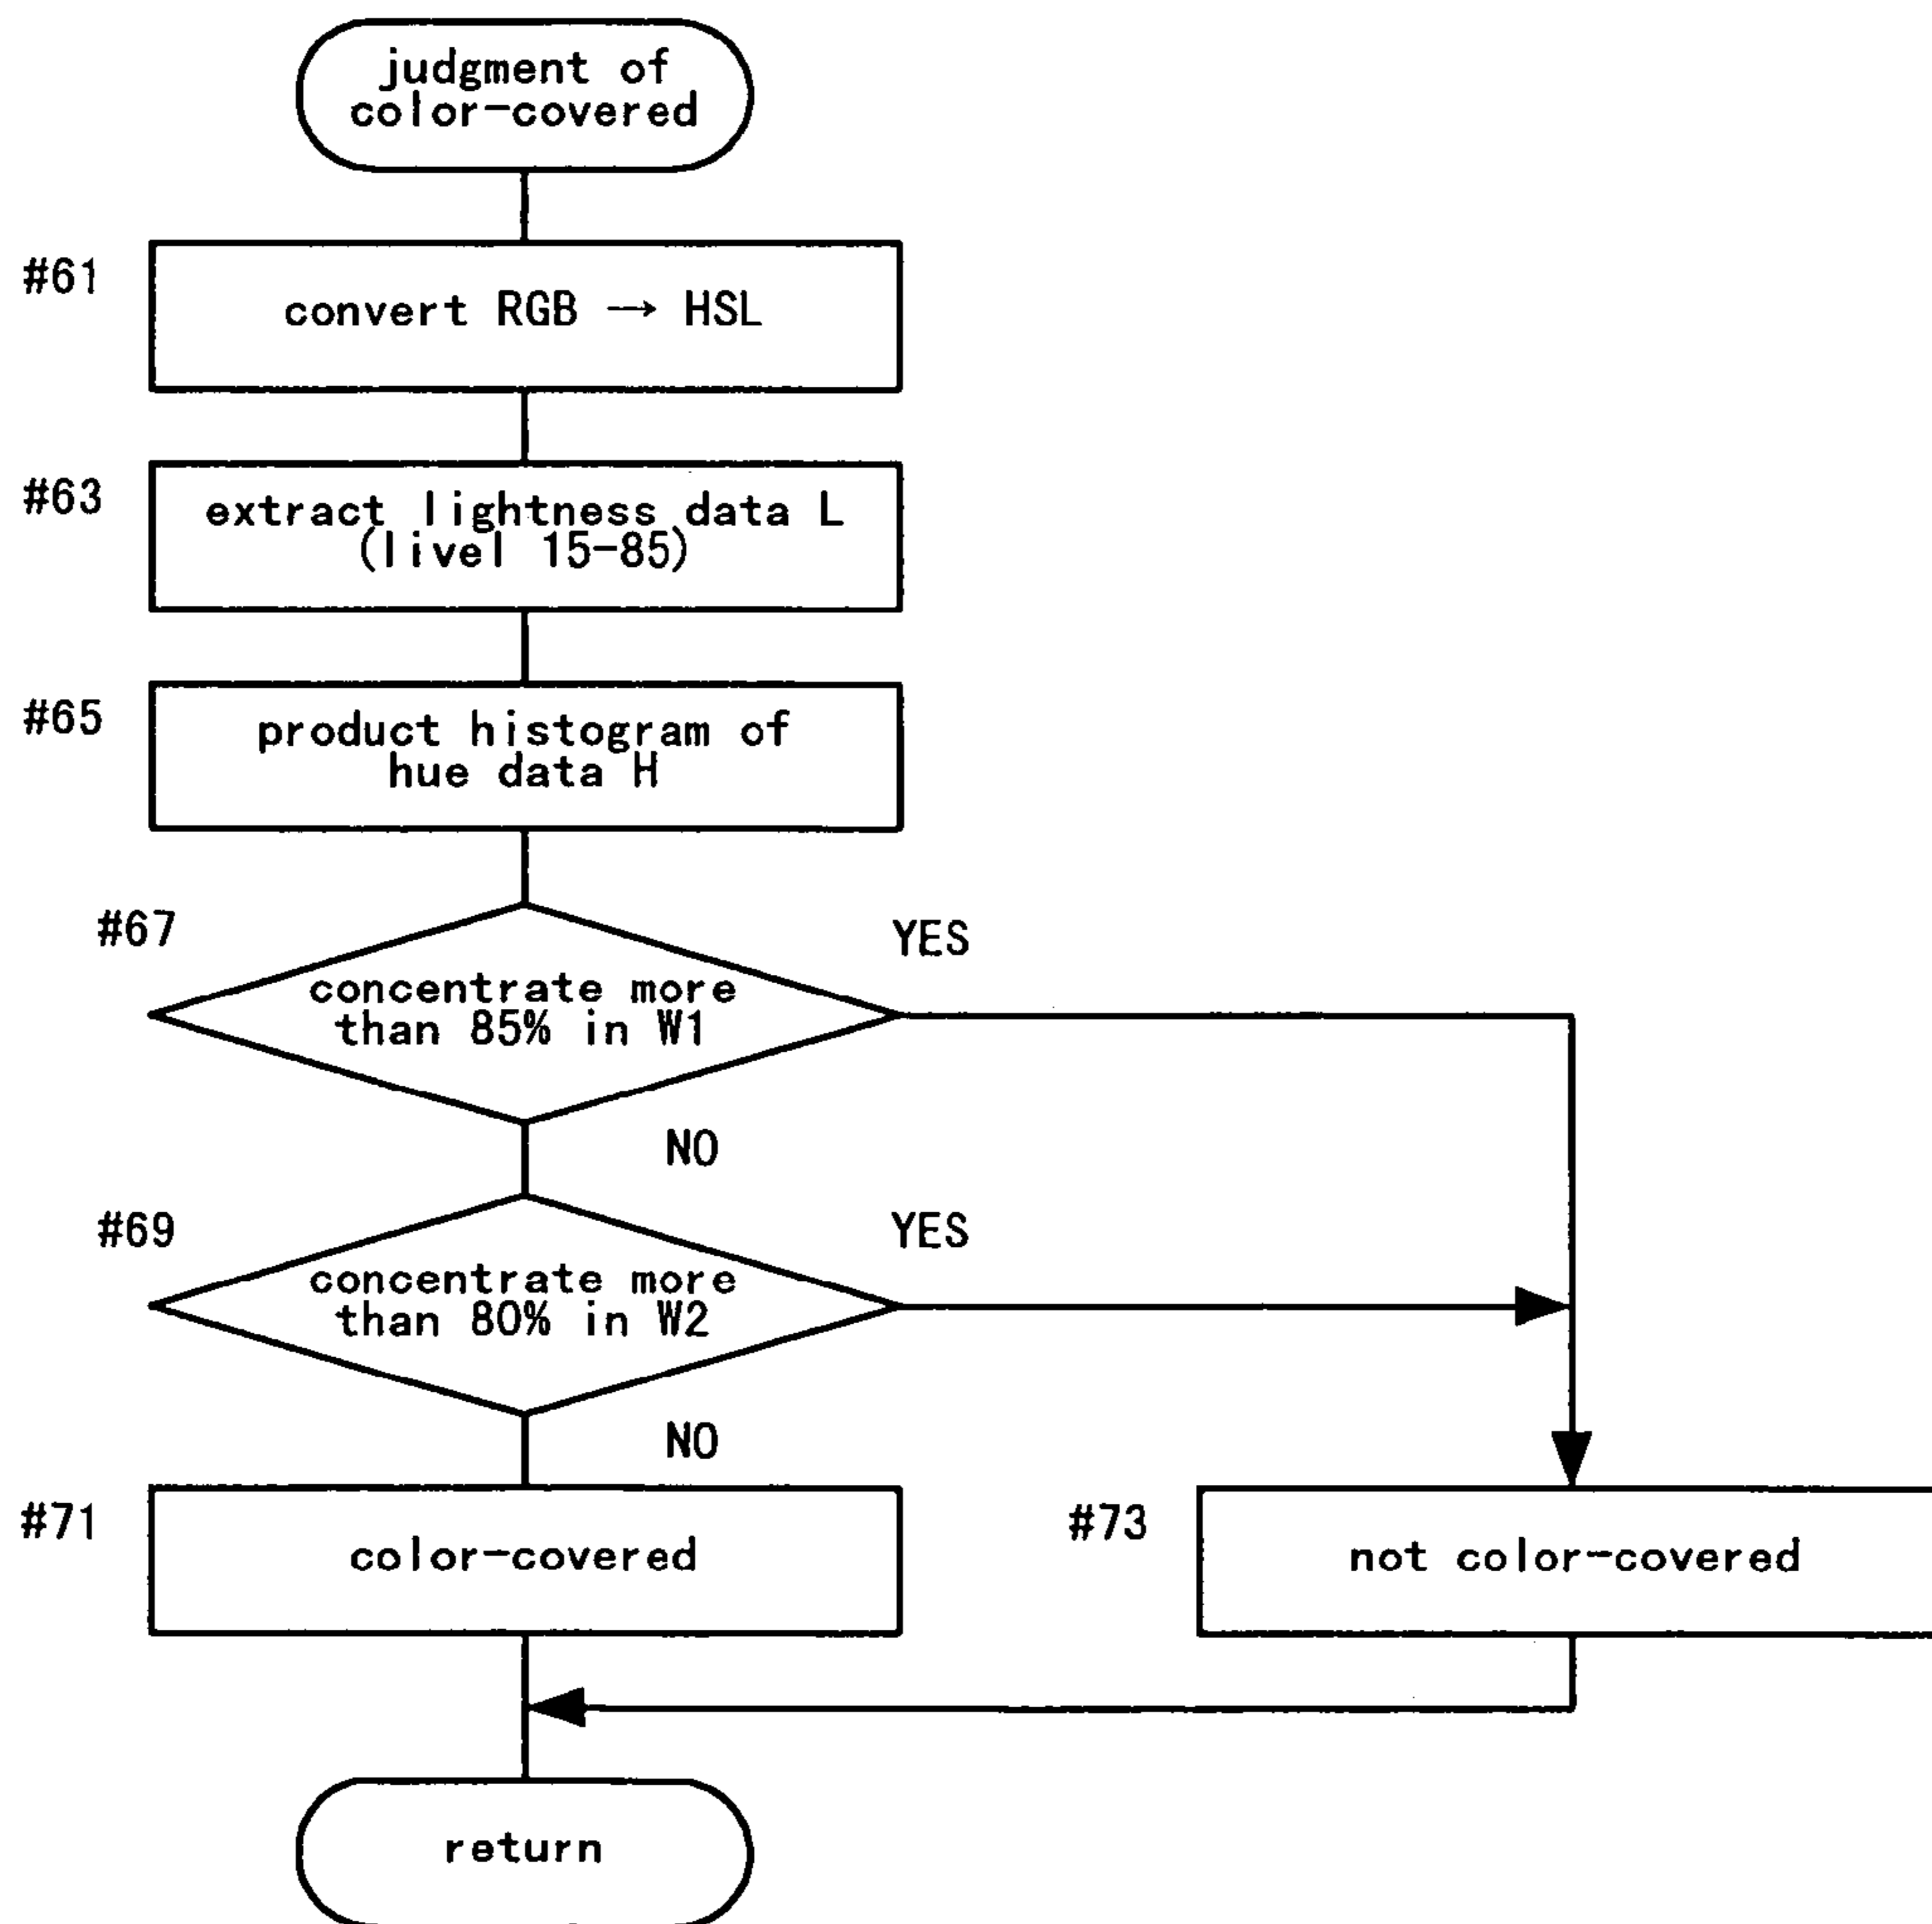 judgment of
color-covered
#61
convert RGB → HSL
#63
extract lightness data L
(livel 15-85)
#65
product histogram of
hue data H
#67
YES
concentrate more
than 85% in W1
NO
#69
YES
concentrate more
than 80% in W2
NO
#71
color-covered
#73
not color-covered
return